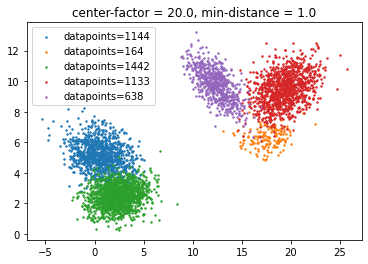 center-factor = 20.0, min-distance = 1.0
datapoints=1144
datapoints=164
datapoints=1442
datapoints=1133
datapoints=638
12
10
8
6
4
2
0
−5 0 5 10 15 20 25